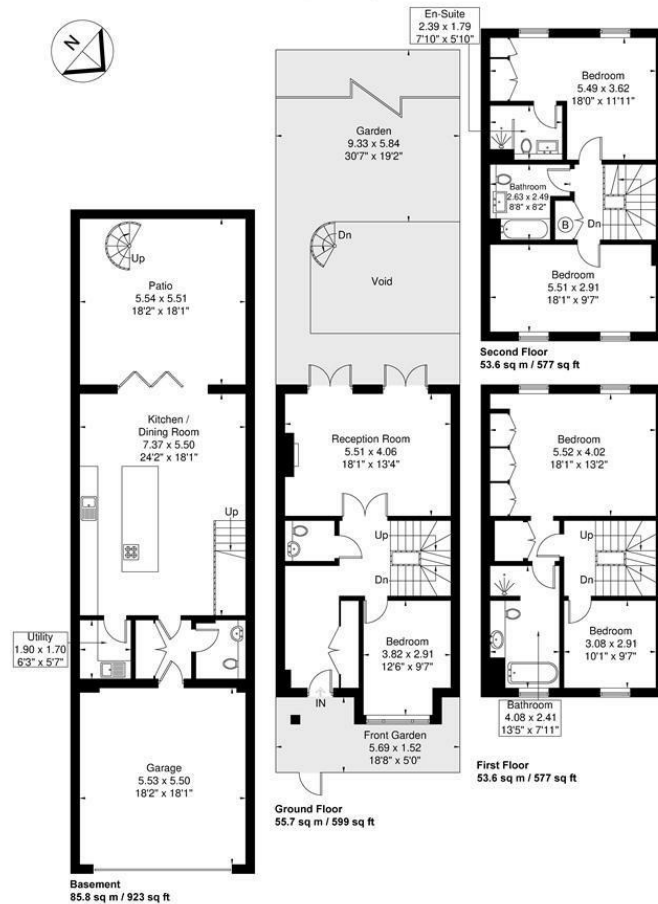 N
Patio
5.54 x 5.51
18'2" x 18'1"
Up
Kitchen /
Dining Room
7.37 x 5.50
24'2" x 18'1"
Up
Utility
1.90 x 1.70
6'3" x 5'7"
Garage
5.53 x 5.50
18'2" x 18'1"
Basement
85.8 sq m / 923 sq ft
Garden
9.33 x 5.84
30'7" x 19'2"
Dn
Void
Reception Room
5.51 x 4.06
18'1" x 13'4"
Up
Dn
Bedroom
3.82 x 2.91
12'6" x 9'7"
IN
Front Garden
5.69 x 1.52
18'8" x 5'0"
Ground Floor
55.7 sq m / 599 sq ft
En-Suite
2.39 x 1.79
7'10" x 5'10"
Bedroom
5.49 x 3.62
18'0" x 11'11"
Bathroom
2.63 x 2.49
8'8" x 8'2"
B
Dn
Bedroom
5.51 x 2.91
18'1" x 9'7"
Second Floor
53.6 sq m / 577 sq ft
Bedroom
5.52 x 4.02
18'1" x 13'2"
Up
Dn
Bedroom
3.08 x 2.91
10'1" x 9'7"
Bathroom
4.08 x 2.41
13'5" x 7'11"
First Floor
53.6 sq m / 577 sq ft